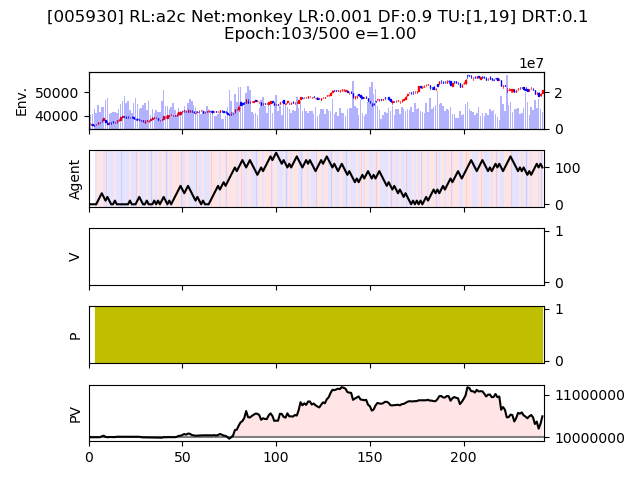 [005930] RL:a2c Net:monkey LR:0.001 DF:0.9 TU:[1,19] DRT:0.1
Epoch:103/500 e=1.00
1e7
Env.
50000
40000
2
0
Agent
100
0
V
1
0
P
1
0
PV
11000000
10000000
0 50 100 150 200